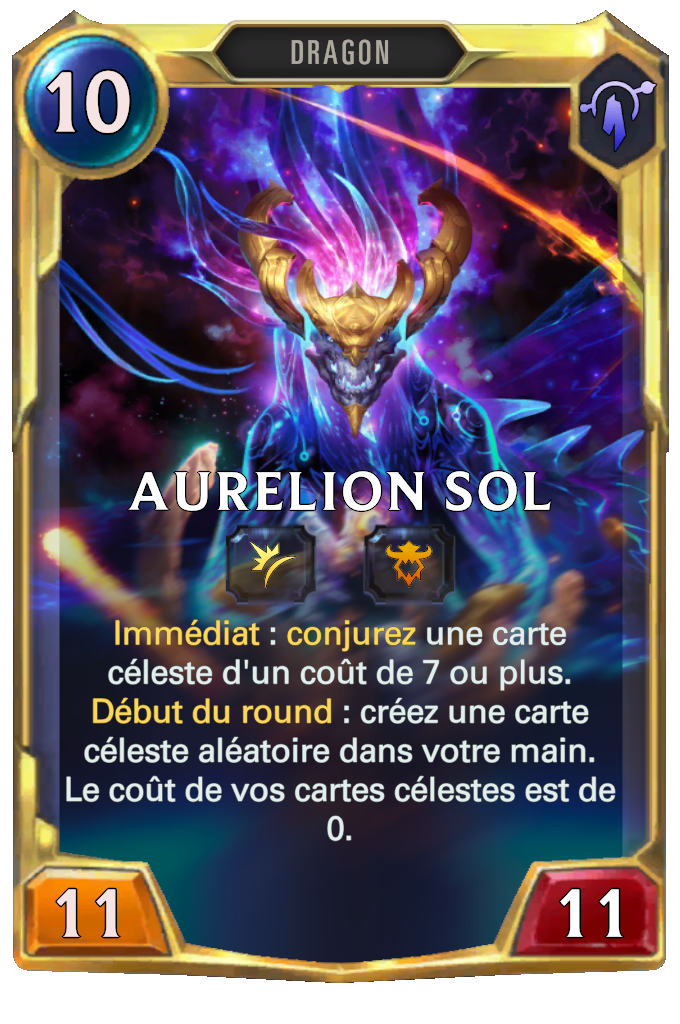 DRAGON
10
AURELION SOL
Immédiat : conjurez une carte
céleste d'un coût de 7 ou plus.
Début du round : créez une carte
céleste aléatoire dans votre main.
Le coût de vos cartes célestes est de
0.
11
11